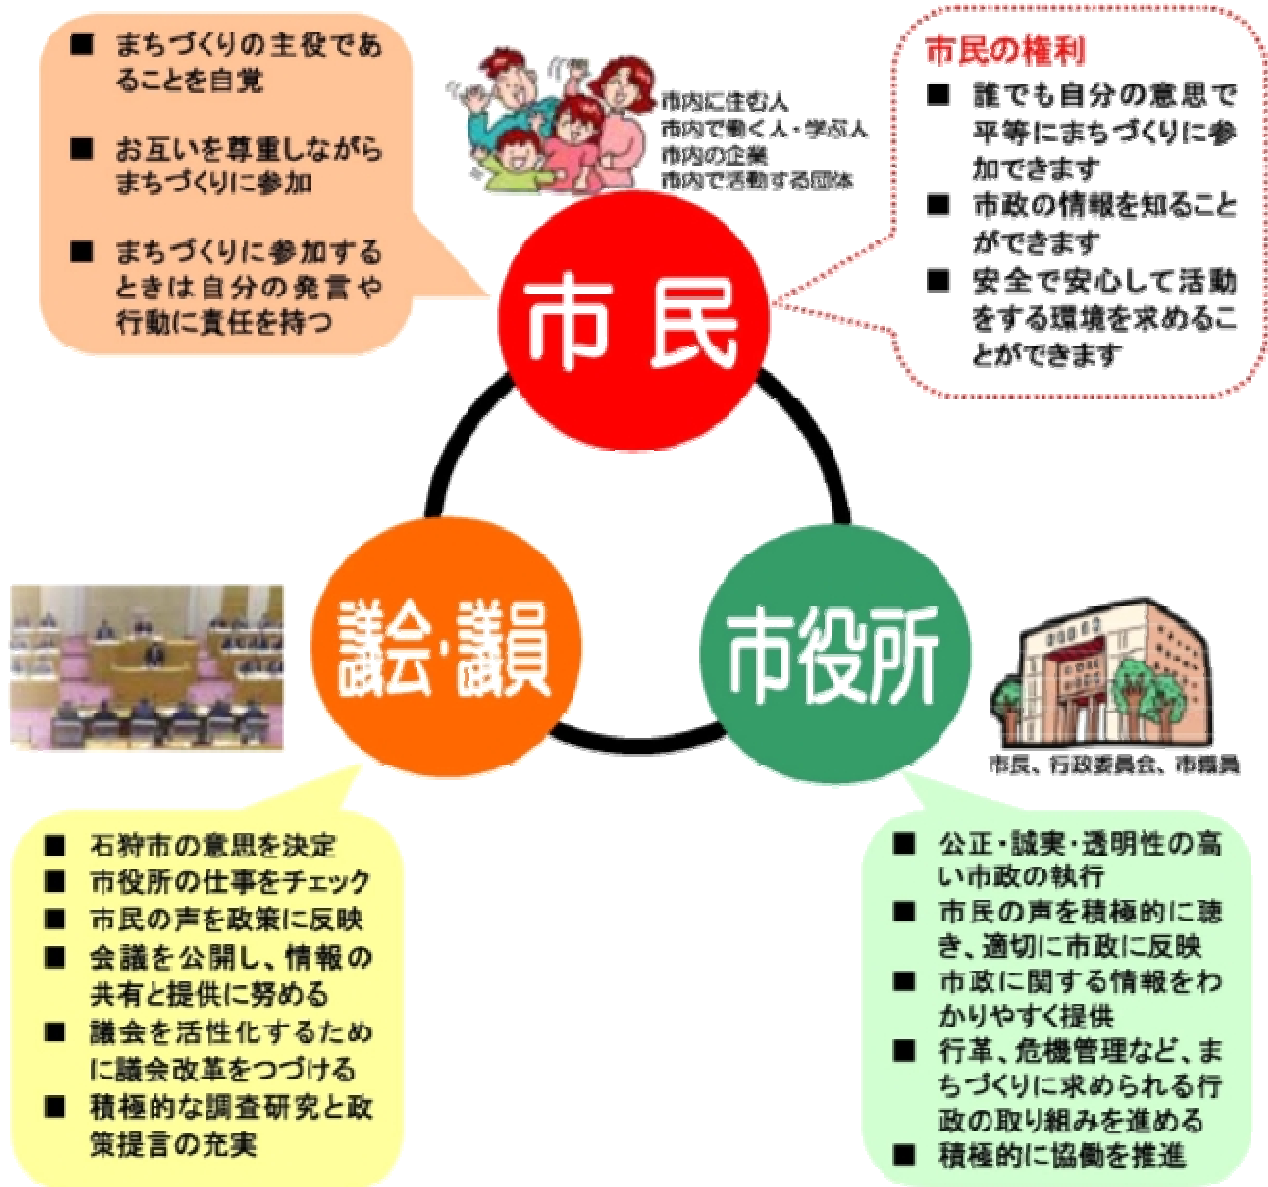 ■ まちづくりの主役であ
ることを自覚
■ お互いを尊重しながら
まちづくりに参加
■ まちづくりに参加する
ときは自分の発言や
行動に責任を持つ
市内に住む人
市内で働く人・学ぶ人
市内の企業
市内で活動する団体
市民の権利
■ 誰でも自分の意思で
平等にまちづくりに参
加できます
■ 市政の情報を知ること
ができます
■ 安全で安心して活動
をする環境を求めるこ
とができます
市民
議会・議員
市役所
市長、行政委員会、市職員
■ 石狩市の意思を決定
■ 市役所の仕事をチェック
■ 市民の声を政策に反映
■ 会議を公開し、情報の
共有と提供に努める
■ 議会を活性化するため
に議会改革をつづける
■ 積極的な調査研究と政
策提言の充実
■ 公正・誠実・透明性の高
い市政の執行
■ 市民の声を積極的に聴
き、適切に市政に反映
■ 市政に関する情報をわ
かりやすく提供
■ 行革、危機管理など、ま
ちづくりに求められる行
政の取り組みを進める
■ 積極的に協働を推進